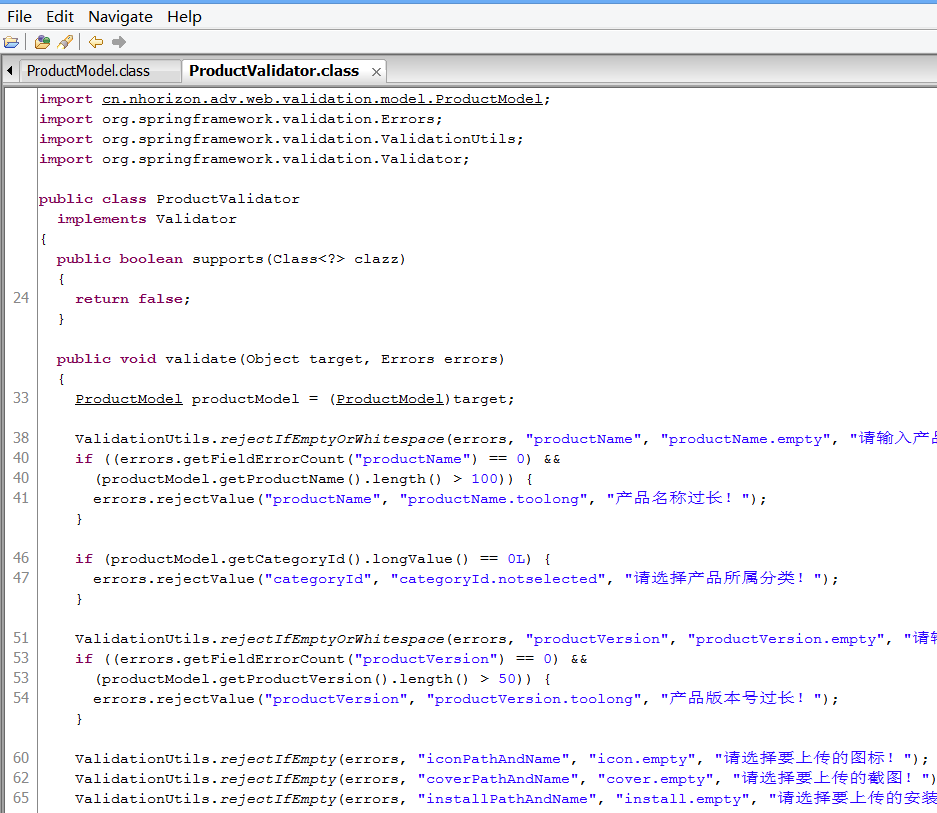 File Edit Navigate Help
ProductModel.class ProductValidator.class
import cn.nhorizon.adv.web.validation.model.ProductModel;
import org.springframework.validation.Errors;
import org.springframework.validation.ValidationUtils;
import org.springframework.validation.Validator;
public class ProductValidator
implements Validator
{
public boolean supports(Class<?> clazz)
{
24 return false;
}
public void validate(Object target, Errors errors)
{
33 ProductModel productModel = (ProductModel)target;
38 ValidationUtils.rejectIfEmptyOrWhitespace(errors, "productName", "productName.empty", "请输入产品
40 if ((errors.getFieldErrorCount("productName") == 0) &&
40 (productModel.getProductName().length() > 100)) {
41 errors.rejectValue("productName", "productName.toolong", "产品名称过长！");
}
46 if (productModel.getCategoryId().longValue() == 0L) {
47 errors.rejectValue("categoryId", "categoryId.notselected", "请选择产品所属分类！");
}
51 ValidationUtils.rejectIfEmptyOrWhitespace(errors, "productVersion", "productVersion.empty", "请
53 if ((errors.getFieldErrorCount("productVersion") == 0) &&
53 (productModel.getProductVersion().length() > 50)) {
54 errors.rejectValue("productVersion", "productVersion.toolong", "产品版本号过长！");
}
60 ValidationUtils.rejectIfEmpty(errors, "iconPathAndName", "icon.empty", "请选择要上传的图标！");
62 ValidationUtils.rejectIfEmpty(errors, "coverPathAndName", "cover.empty", "请选择要上传的截图！")
65 ValidationUtils.rejectIfEmpty(errors, "installPathAndName", "install.empty", "请选择要上传的安装